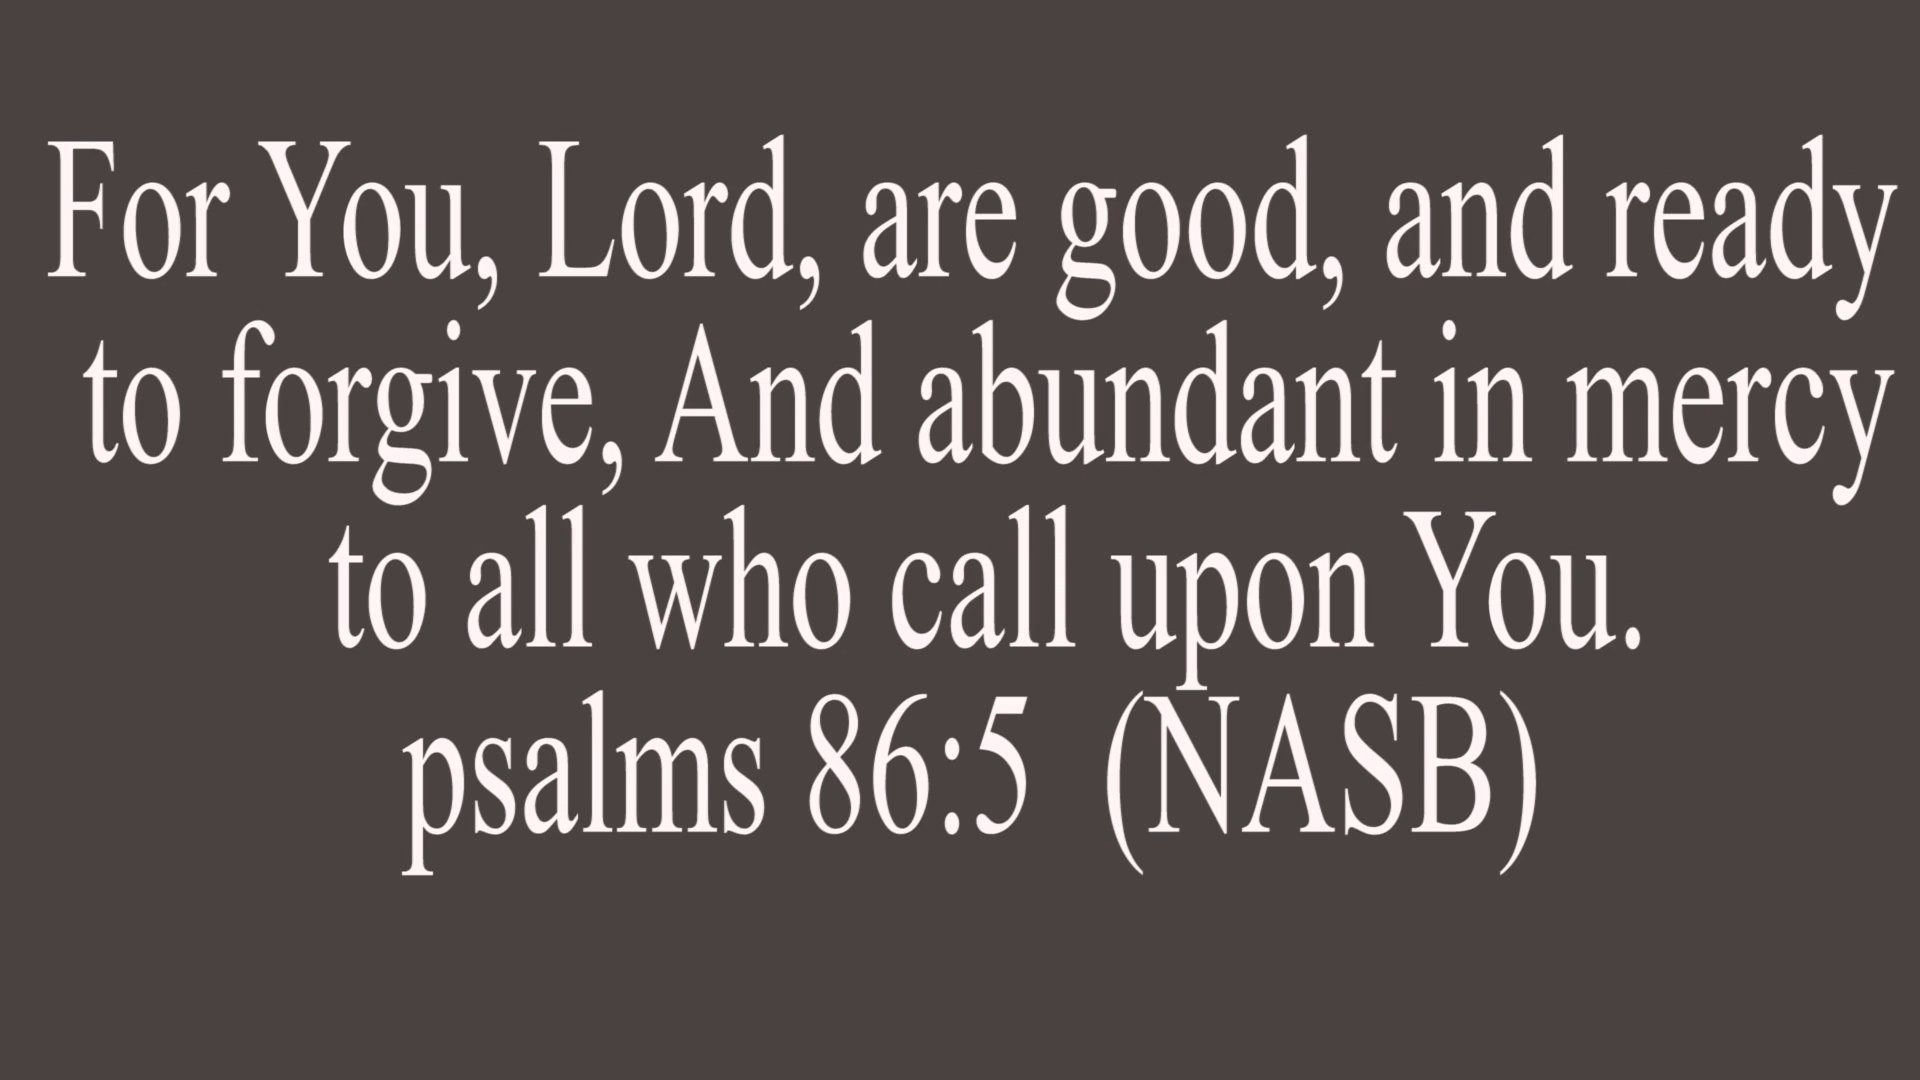 For You, Lord, are good, and ready
to forgive, And abundant in mercy
to all who call upon You.
psalms 86:5 (NASB)